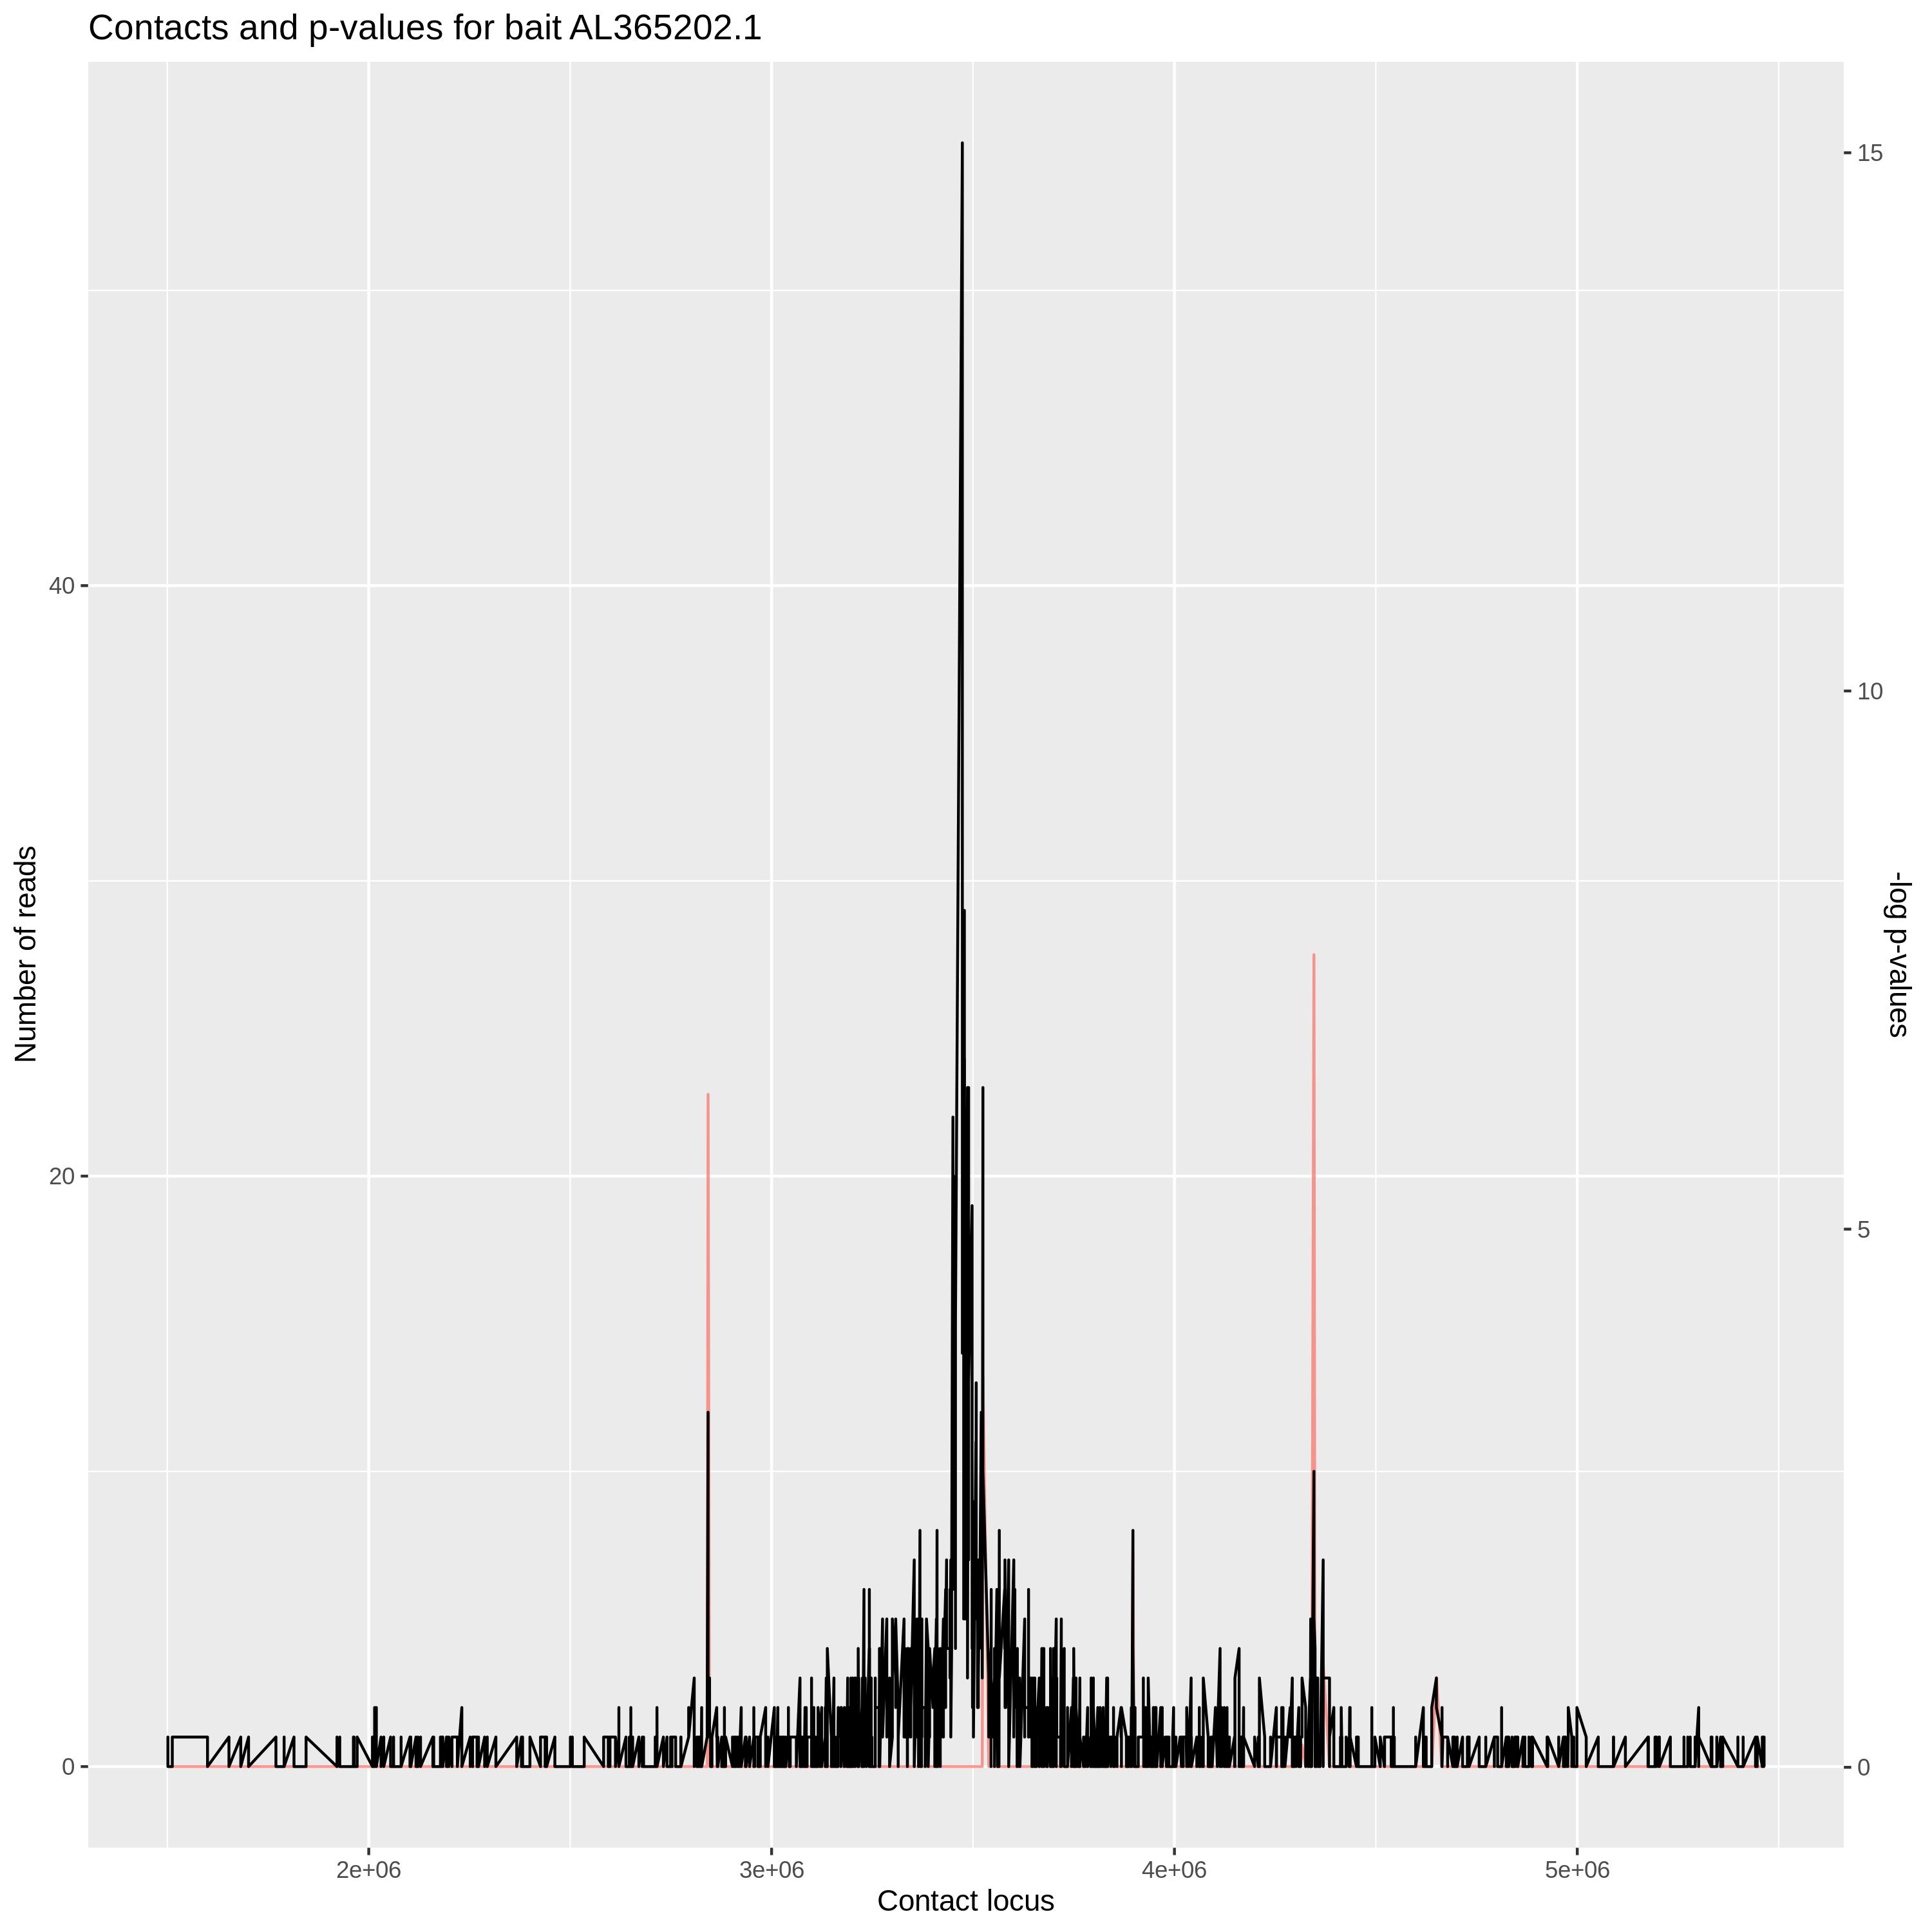 Contacts and p-values for bait AL365202.1
Number of reads
40
20
0
15
10
5
0
-log p-values
2e+06
3e+06
4e+06
5e+06
Contact locus